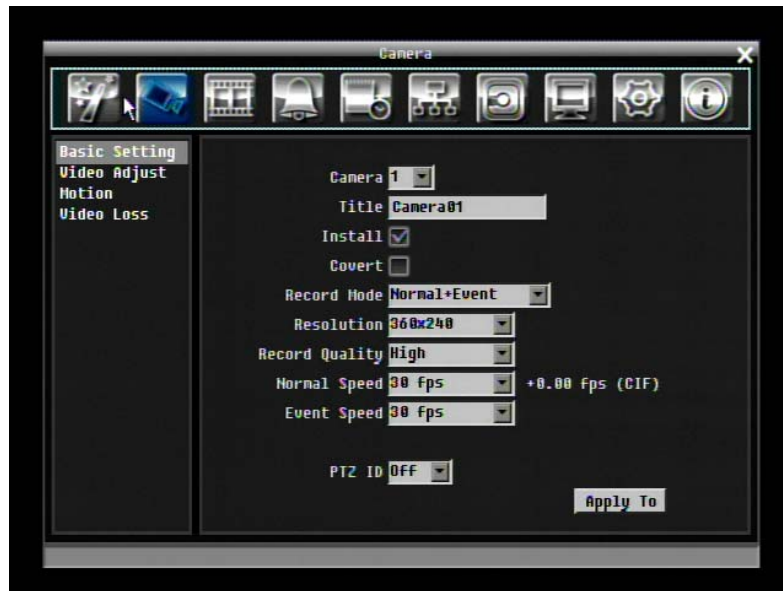 Camera
X
Basic Setting
Video Adjust
Motion
Video Loss
Camera 1
Title Camera01
Install
Covert
Record Mode Normal+Event
Resolution 360x240
Record Quality High
Normal Speed 30 fps +0.00 fps (CIF)
Event Speed 30 fps
PTZ ID Off
Apply To